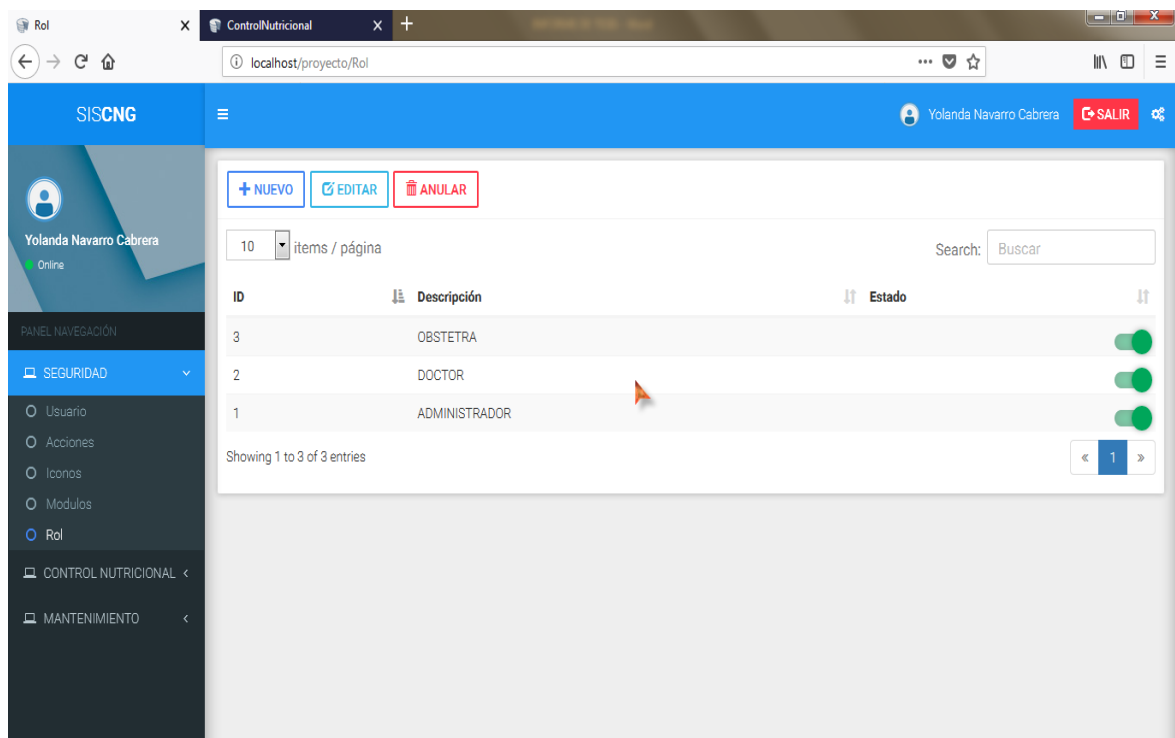 Rol
ControlNutricional
localhost/proyecto/Rol
SISCNG
Yolanda Navarro Cabrera
SALIR
Yolanda Navarro Cabrera
Online
PANEL NAVEGACIÓN
SEGURIDAD
Usuario
Acciones
Iconos
Modulos
Rol
CONTROL NUTRICIONAL
MANTENIMIENTO
NUEVO
EDITAR
ANULAR
10 items / página
Search: Buscar
ID Descripción Estado
3 OBSTETRA
2 DOCTOR
1 ADMINISTRADOR
Showing 1 to 3 of 3 entries
« 1 »